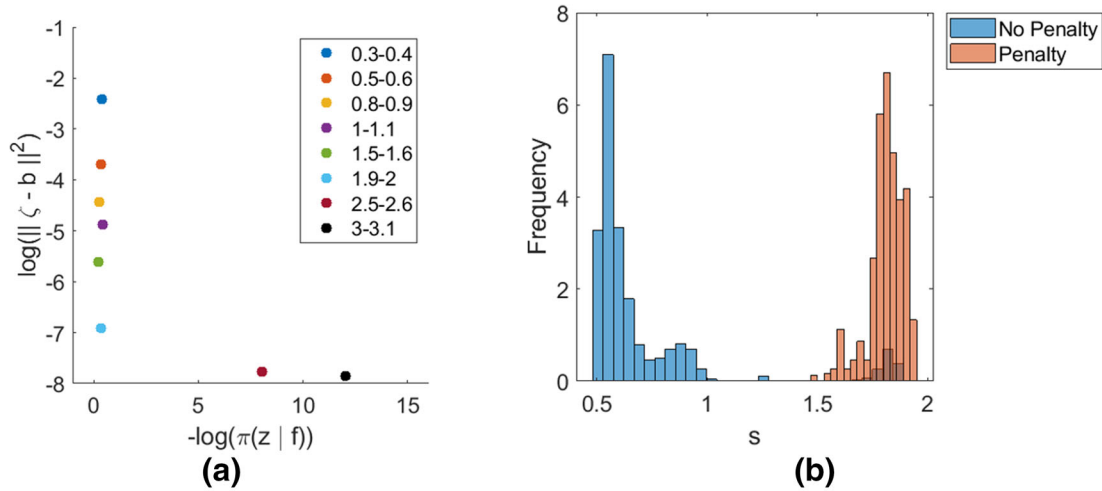 -1
-2
-3
-4
-5
-6
-7
-8
log(|| ζ - b ||²)
0.3-0.4
0.5-0.6
0.8-0.9
1-1.1
1.5-1.6
1.9-2
2.5-2.6
3-3.1
0 5 10 15
-log(π(z | f))
(a)
8
6
4
2
0
Frequency
No Penalty
Penalty
0.5 1 1.5 2
s
(b)